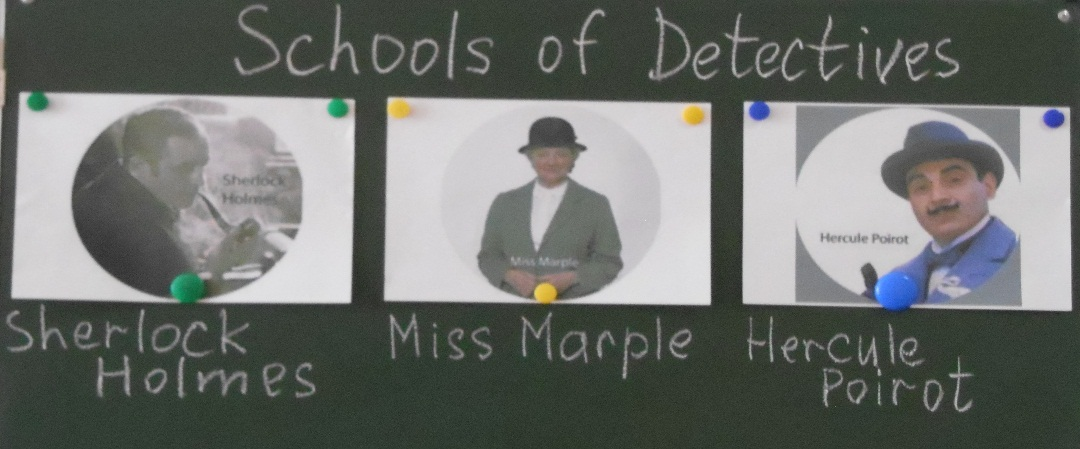 Schools of Detectives
Sherlock
Holmes
Miss Marple
Hercule Poirot
Sherlock
Holmes
Miss Marple
Hercule
Poirot